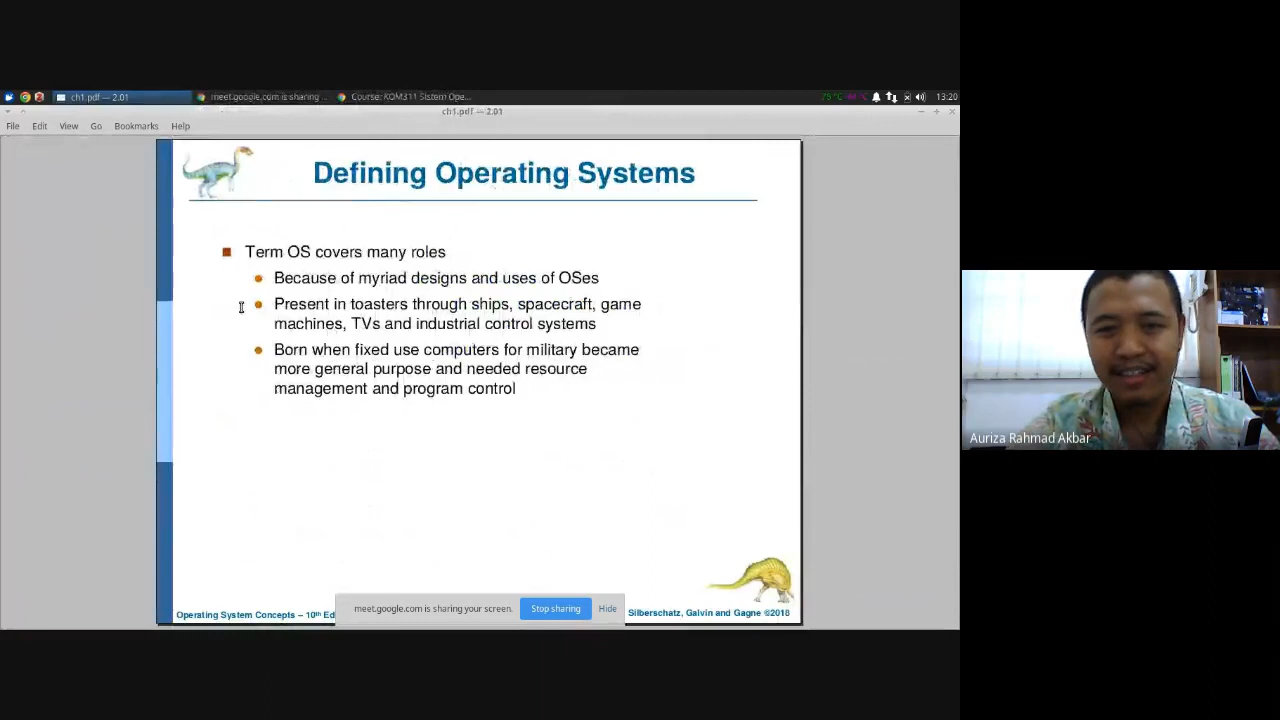 ch1.pdf — 2.01
meet.google.com is sharing ...
Course: KOM311 Sistem Ope...
75°C
13:20
ch1.pdf — 2.01
File Edit View Go Bookmarks Help
Defining Operating Systems
Term OS covers many roles
Because of myriad designs and uses of OSes
Present in toasters through ships, spacecraft, game
machines, TVs and industrial control systems
Born when fixed use computers for military became
more general purpose and needed resource
management and program control
Operating System Concepts – 10th Ed
meet.google.com is sharing your screen. Stop sharing Hide
Silberschatz, Galvin and Gagne ©2018
Auriza Rahmad Akbar